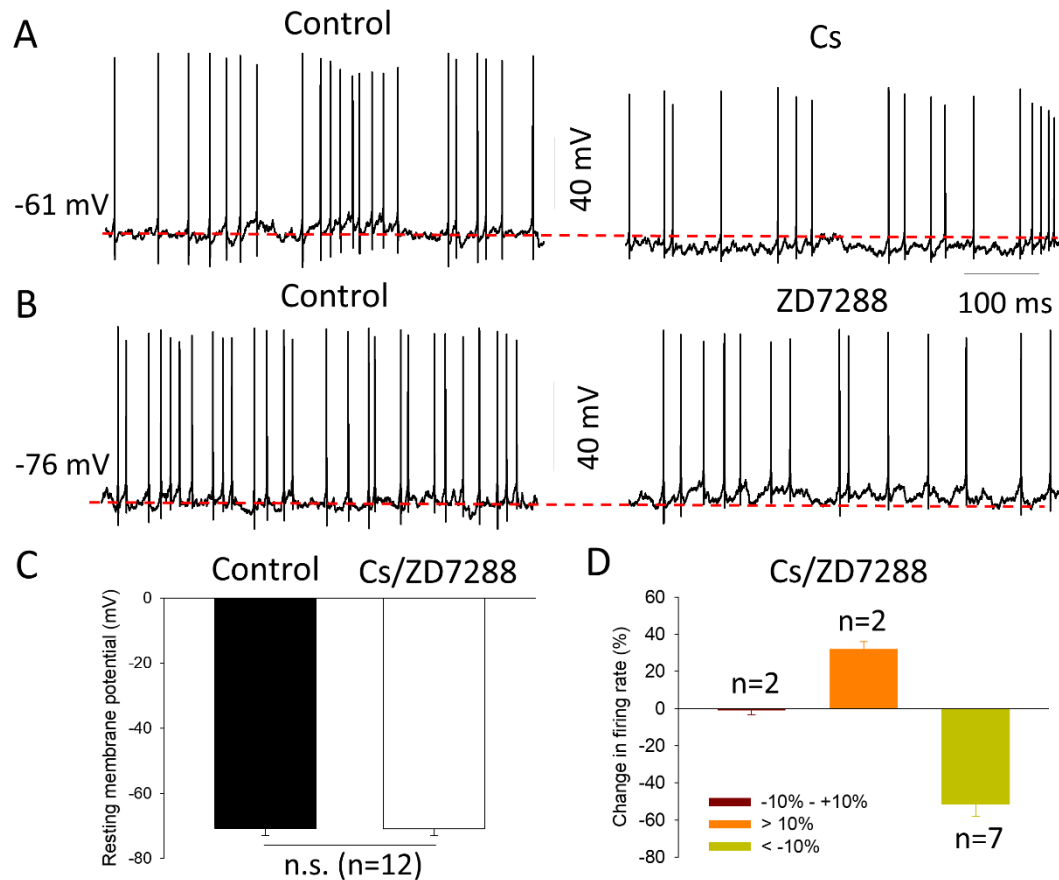 A
Control
Cs
-61 mV
40 mV
100 ms
B
Control
ZD7288
-76 mV
40 mV
C
Control
Cs/ZD7288
Resting membrane potential (mV)
0
-20
-40
-60
-80
n.s. (n=12)
D
Cs/ZD7288
Change in firing rate (%)
60
40
20
0
-20
-40
-60
-80
n=2
n=2
n=7
-10% - +10%
> 10%
< -10%